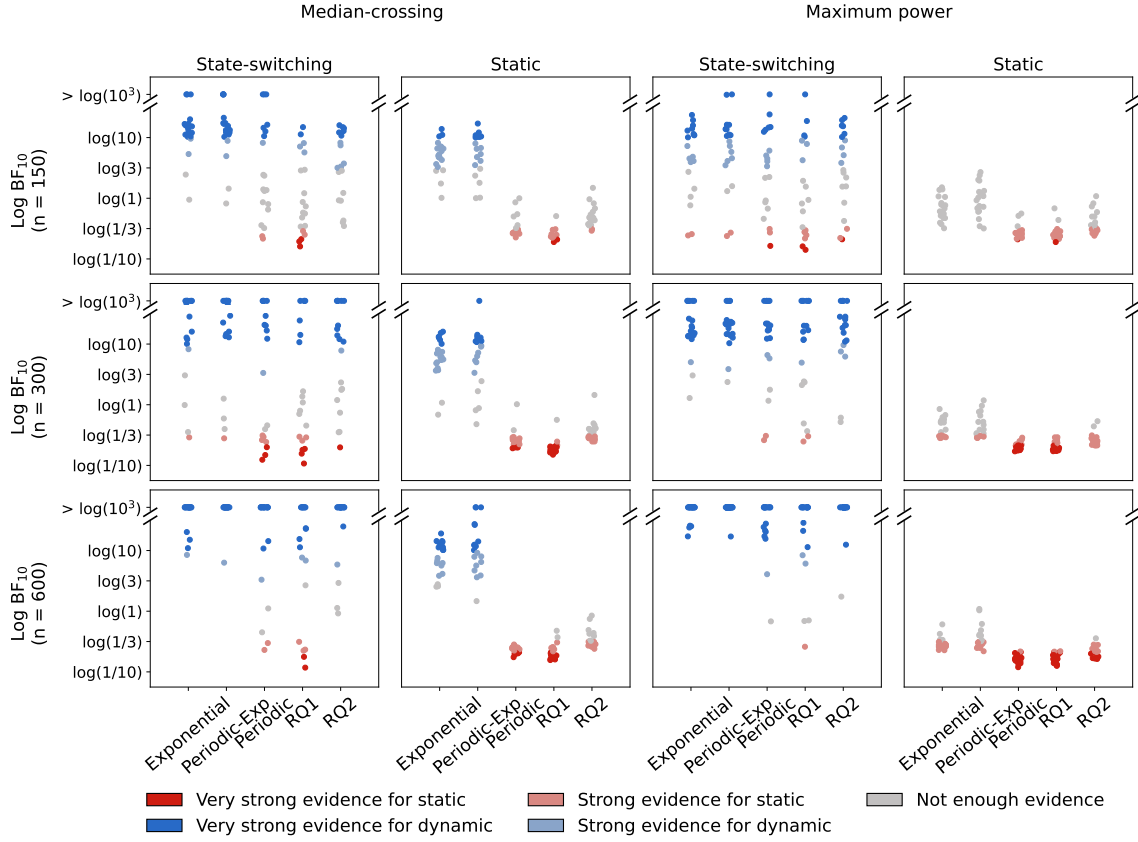 Median-crossing Maximum power
State-switching Static State-switching Static
Log BF10
(n = 150)
> log(10³)
log(10)
log(3)
log(1)
log(1/3)
log(1/10)
Log BF10
(n = 300)
> log(10³)
log(10)
log(3)
log(1)
log(1/3)
log(1/10)
Log BF10
(n = 600)
> log(10³)
log(10)
log(3)
log(1)
log(1/3)
log(1/10)
Exponential Periodic-Exp Periodic RQ1 RQ2 Exponential Periodic-Exp Periodic RQ1 RQ2 Exponential Periodic-Exp Periodic RQ1 RQ2 Exponential Periodic-Exp Periodic RQ1 RQ2
Very strong evidence for static Strong evidence for static Not enough evidence
Very strong evidence for dynamic Strong evidence for dynamic